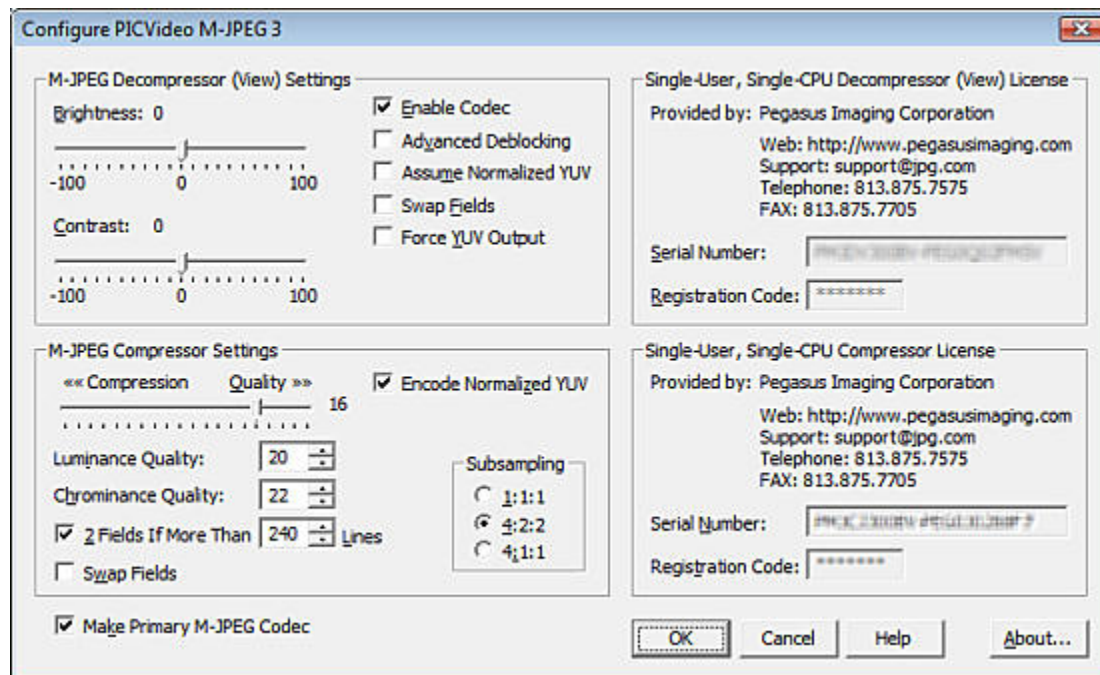 Configure PICVideo M-JPEG 3
M-JPEG Decompressor (View) Settings
Brightness: 0
-100 0 100
Contrast: 0
-100 0 100
Enable Codec
Advanced Deblocking
Assume Normalized YUV
Swap Fields
Force YUV Output
Single-User, Single-CPU Decompressor (View) License
Provided by: Pegasus Imaging Corporation
Web: http://www.pegasusimaging.com
Support: support@jpg.com
Telephone: 813.875.7575
FAX: 813.875.7705
Serial Number:
Registration Code: *******
M-JPEG Compressor Settings
«« Compression Quality »»
16
Encode Normalized YUV
Luminance Quality: 20
Chrominance Quality: 22
2 Fields If More Than 240 Lines
Swap Fields
Subsampling
1:1:1
4:2:2
4:1:1
Single-User, Single-CPU Compressor License
Provided by: Pegasus Imaging Corporation
Web: http://www.pegasusimaging.com
Support: support@jpg.com
Telephone: 813.875.7575
FAX: 813.875.7705
Serial Number:
Registration Code: *******
Make Primary M-JPEG Codec
OK Cancel Help About...